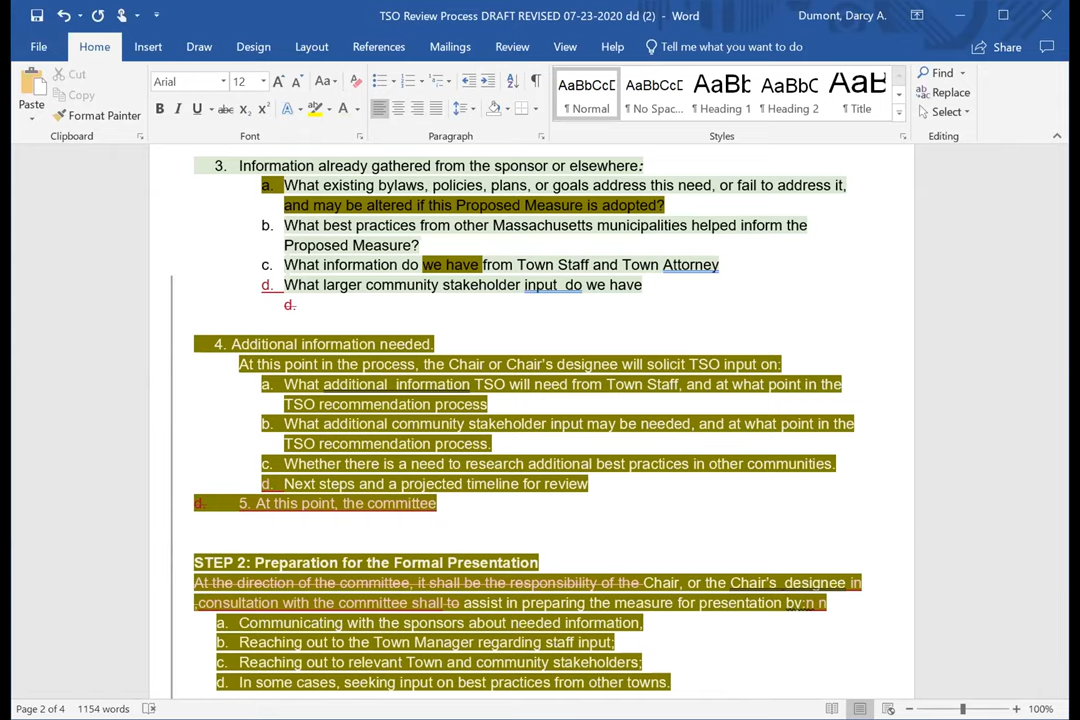 TSO Review Process DRAFT REVISED 07-23-2020 dd (2) - Word
Dumont, Darcy A.
File Home Insert Draw Design Layout References Mailings Review View Help Tell me what you want to do Share
Paste
Cut
Copy
Format Painter
Arial 12
AaBbCcDc AaBbCcDc AaBbCc AaBbCcD AaB
¶ Normal ¶ No Spac... ¶ Heading 1 ¶ Heading 2 ¶ Title
Find
Replace
Select
Clipboard Font Paragraph Styles Editing
3. Information already gathered from the sponsor or elsewhere:
a. What existing bylaws, policies, plans, or goals address this need, or fail to address it,
and may be altered if this Proposed Measure is adopted?
b. What best practices from other Massachusetts municipalities helped inform the
Proposed Measure?
c. What information do we have from Town Staff and Town Attorney
d. What larger community stakeholder input  do we have
d.
4. Additional information needed.
At this point in the process, the Chair or Chair's designee will solicit TSO input on:
a. What additional  information TSO will need from Town Staff, and at what point in the
TSO recommendation process
b. What additional community stakeholder input may be needed, and at what point in the
TSO recommendation process.
c. Whether there is a need to research additional best practices in other communities.
d. Next steps and a projected timeline for review
d. 5. At this point, the committee
STEP 2: Preparation for the Formal Presentation
At the direction of the committee, it shall be the responsibility of the Chair, or the Chair's  designee in
,consultation with the committee shall to assist in preparing the measure for presentation by:n n
a. Communicating with the sponsors about needed information,
b. Reaching out to the Town Manager regarding staff input;
c. Reaching out to relevant Town and community stakeholders;
d. In some cases, seeking input on best practices from other towns.
Page 2 of 4 1154 words 100%